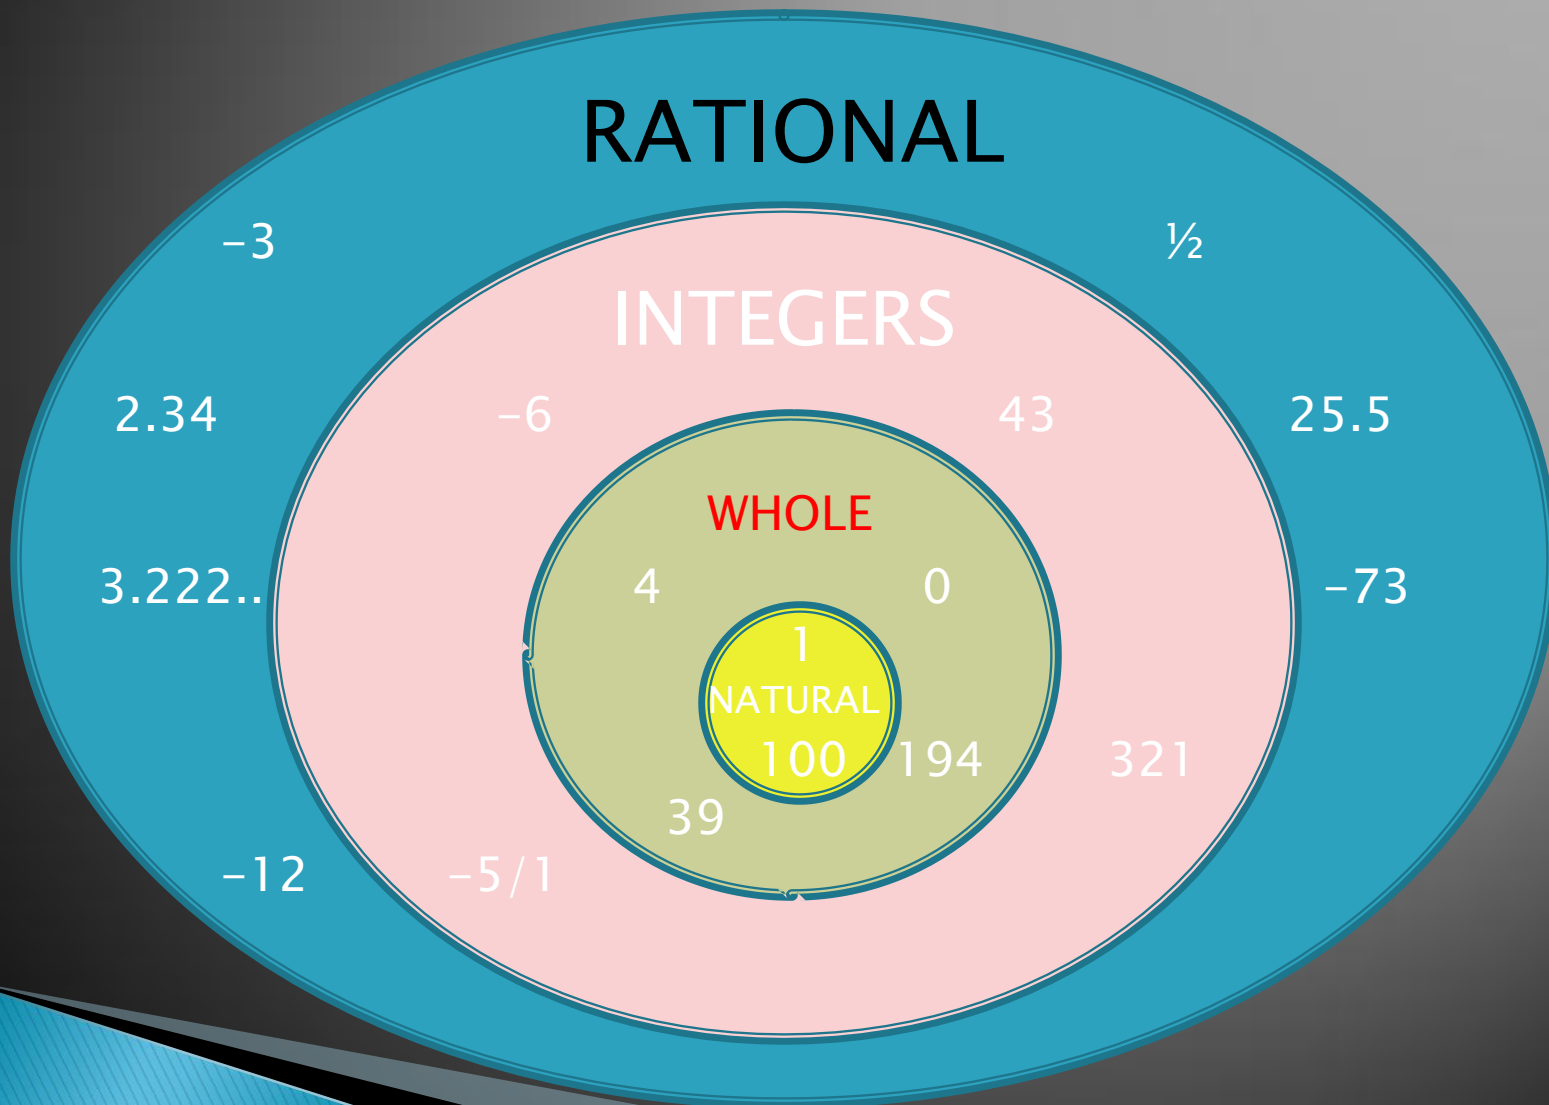 RATIONAL
−3 ½
INTEGERS
2.34 −6 43 25.5
WHOLE
3.222.. 4 0 −73
1
NATURAL
100 194 321
39
−12 −5/1